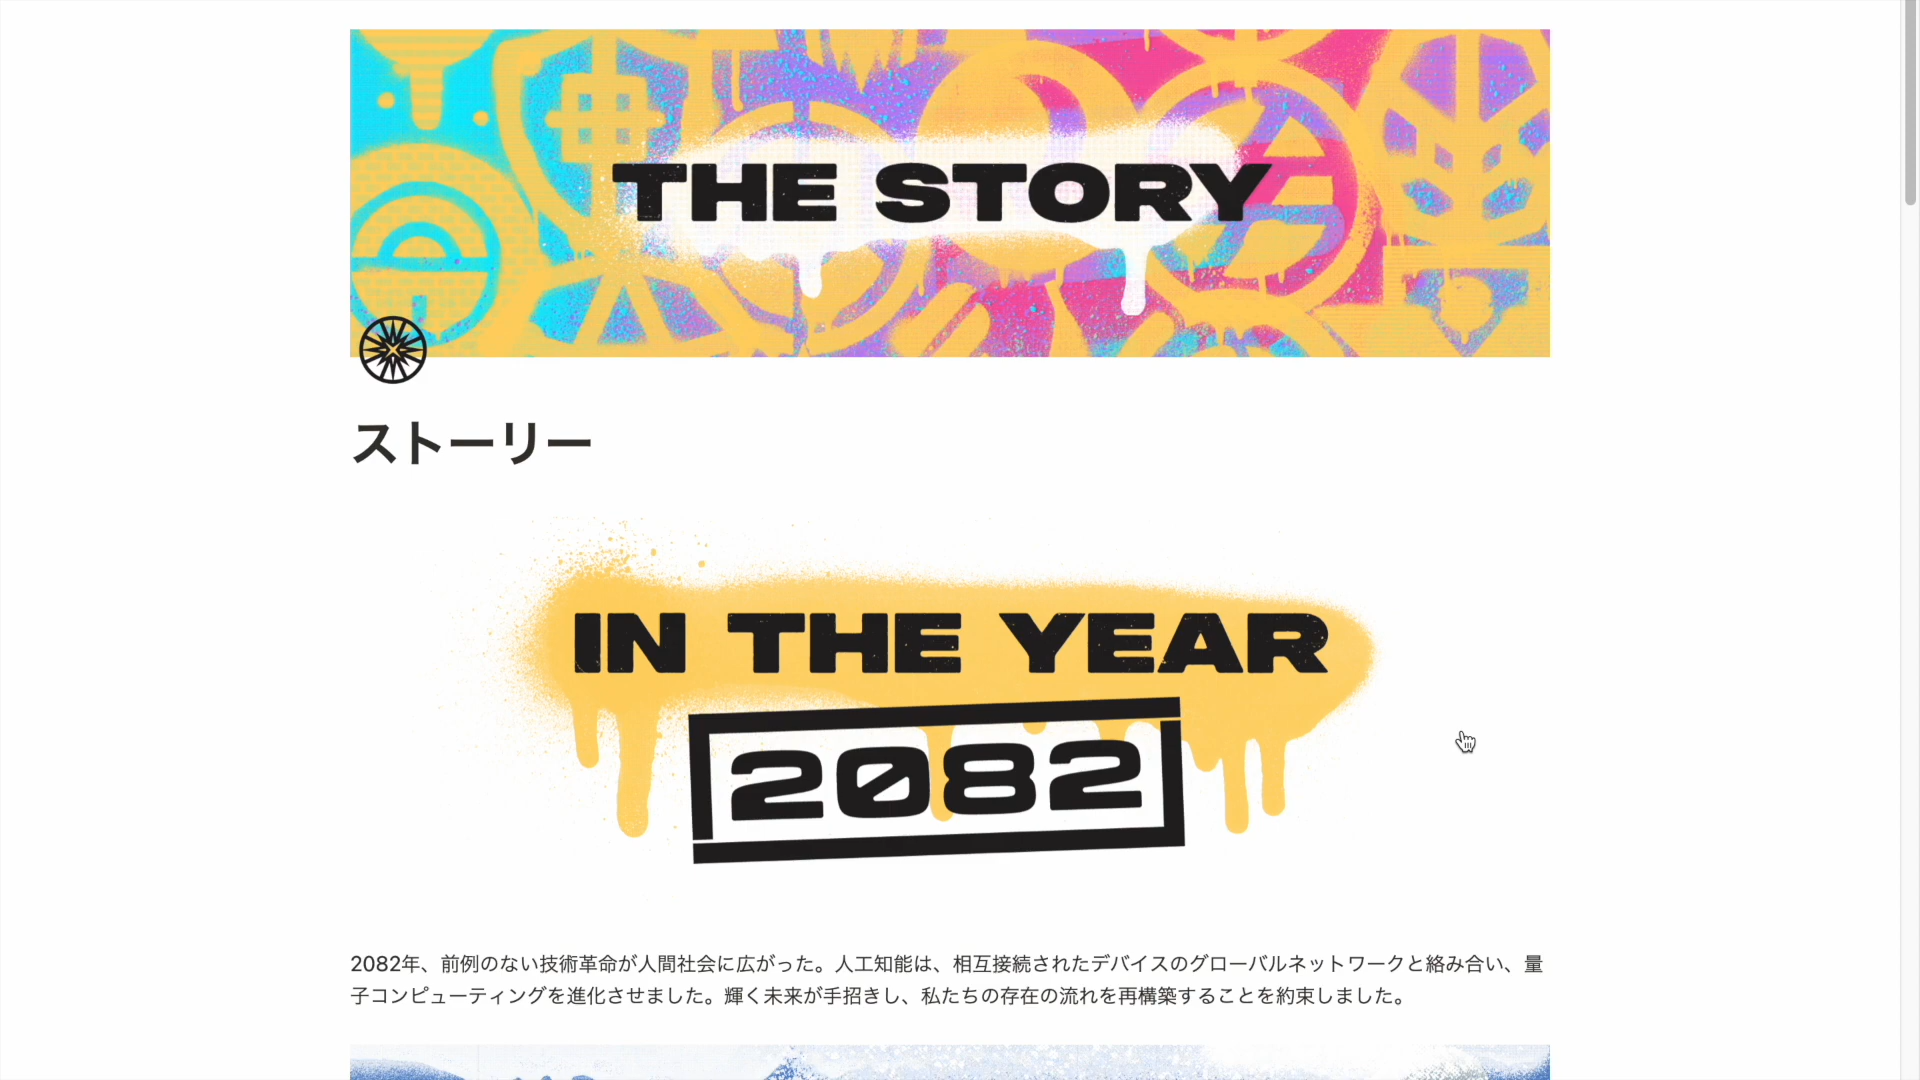 THE STORY
ストーリー
IN THE YEAR
2082
2082年、前例のない技術革命が人間社会に広がった。人工知能は、相互接続されたデバイスのグローバルネットワークと絡み合い、量
子コンピューティングを進化させました。輝く未来が手招きし、私たちの存在の流れを再構築することを約束しました。